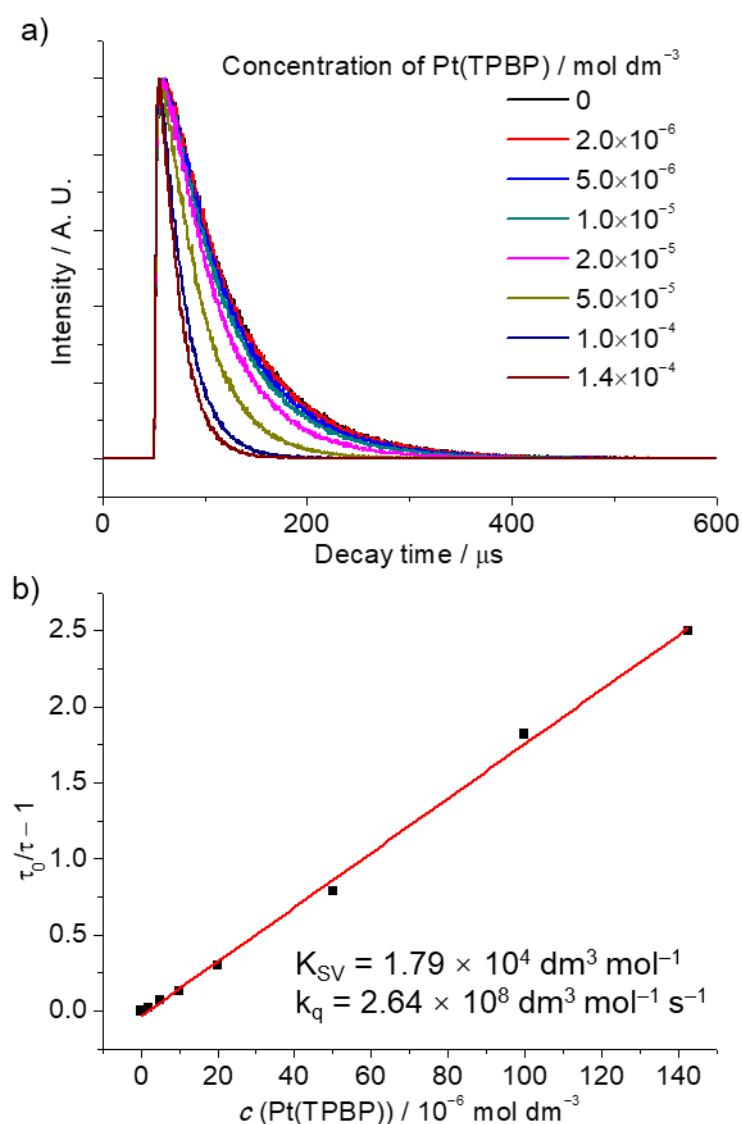 a)
Concentration of Pt(TPBP) / mol dm⁻³
0
2.0×10⁻⁶
5.0×10⁻⁶
1.0×10⁻⁵
2.0×10⁻⁵
5.0×10⁻⁵
1.0×10⁻⁴
1.4×10⁻⁴
Intensity / A. U.
0 200 400 600
Decay time / μs
b)
2.5
2.0
1.5
1.0
0.5
0.0
τ₀/τ − 1
K_SV = 1.79 × 10⁴ dm³ mol⁻¹
k_q = 2.64 × 10⁸ dm³ mol⁻¹ s⁻¹
0 20 40 60 80 100 120 140
c (Pt(TPBP)) / 10⁻⁶ mol dm⁻³